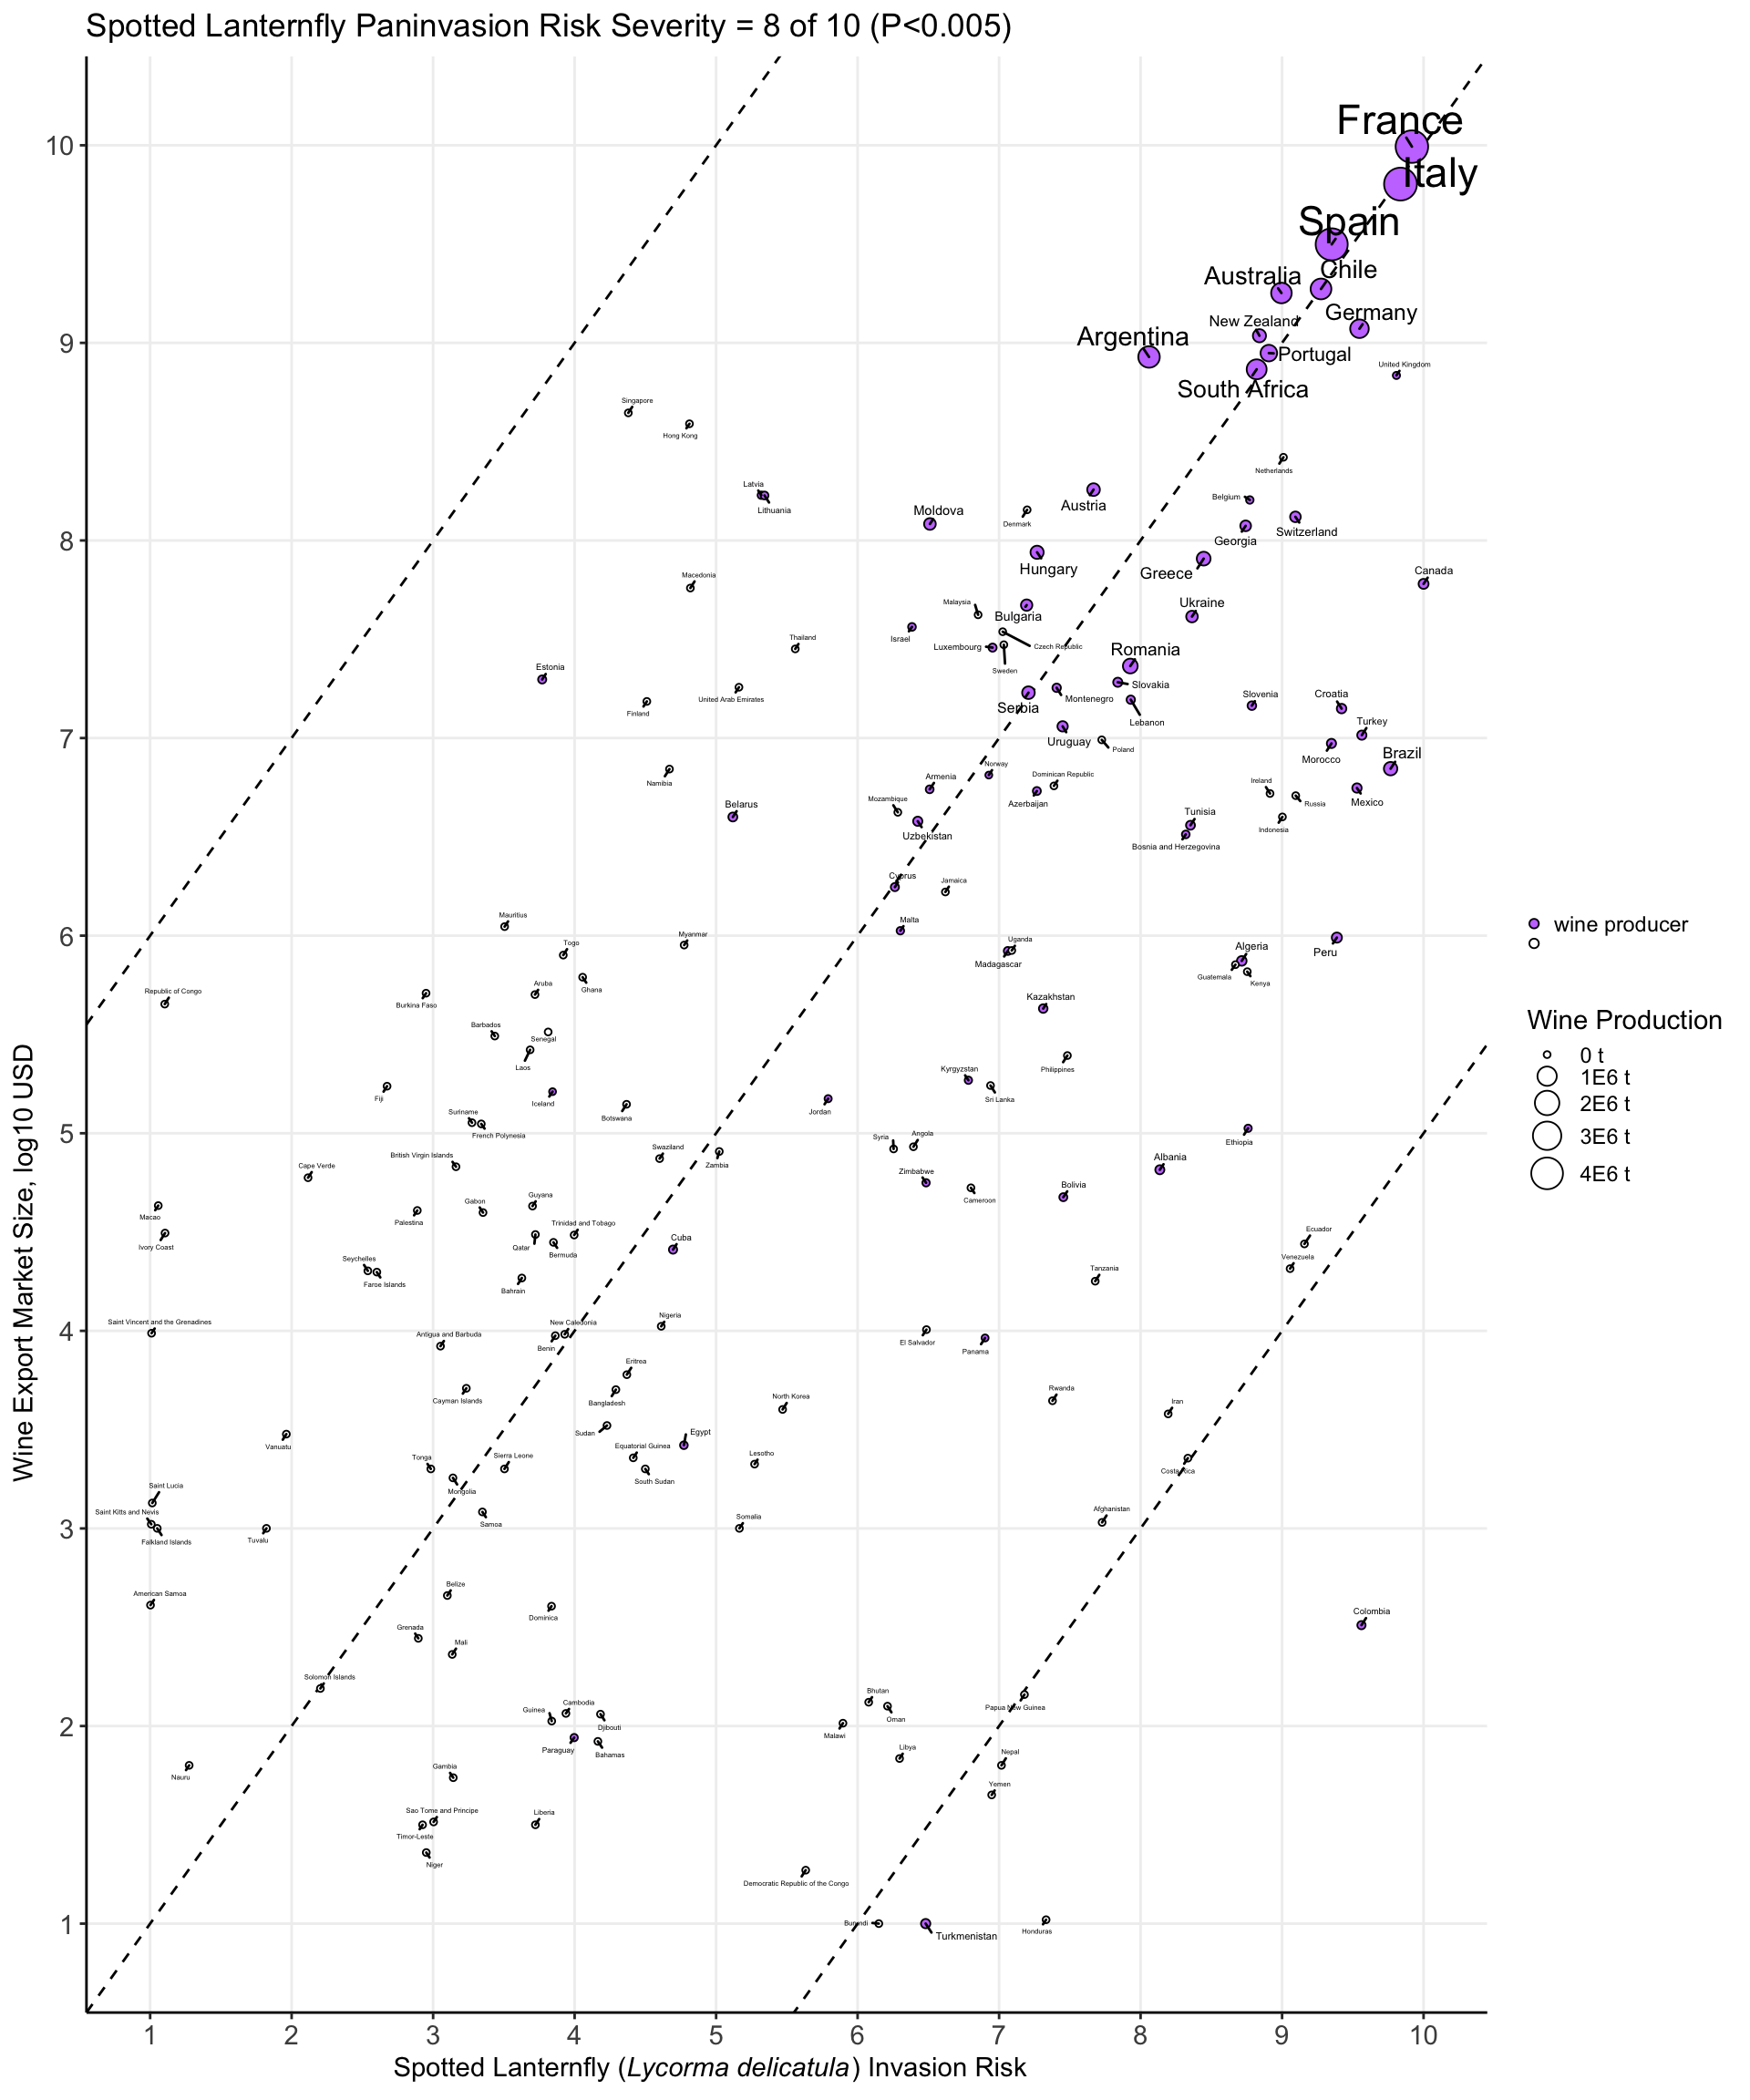 Spotted Lanternfly Paninvasion Risk Severity = 8 of 10 (P<0.005)
Wine Export Market Size, log10 USD
10
9
8
7
6
5
4
3
2
1
France
Italy
Spain
Chile
Australia
Germany
New Zealand
Argentina
Portugal
United Kingdom
South Africa
Singapore
Hong Kong
Netherlands
Latvia
Lithuania
Belgium
Austria
Moldova
Denmark
Switzerland
Georgia
Hungary
Greece
Canada
Macedonia
Malaysia
Ukraine
Bulgaria
Israel
Thailand
Luxembourg
Czech Republic
Romania
Sweden
Estonia
Slovakia
United Arab Emirates
Montenegro
Slovenia
Croatia
Finland
Serbia
Lebanon
Turkey
Uruguay
Poland
Brazil
Morocco
Norway
Dominican Republic
Armenia
Namibia
Ireland
Mozambique
Azerbaijan
Russia
Mexico
Belarus
Tunisia
Uzbekistan
Indonesia
Bosnia and Herzegovina
Cyprus
Jamaica
Mauritius
Malta
wine producer
Myanmar
Togo
Uganda
Algeria
Peru
Madagascar
Guatemala
Kenya
Republic of Congo
Aruba
Ghana
Burkina Faso
Kazakhstan
Barbados
Senegal
Wine Production
0 t
1E6 t
2E6 t
3E6 t
4E6 t
Laos
Philippines
Kyrgyzstan
Fiji
Iceland
Sri Lanka
Botswana
Jordan
Suriname
French Polynesia
Syria
Angola
Ethiopia
Swaziland
Zambia
British Virgin Islands
Cape Verde
Albania
Zimbabwe
Cameroon
Bolivia
Guyana
Gabon
Macao
Palestina
Trinidad and Tobago
Ivory Coast
Qatar
Bermuda
Cuba
Ecuador
Venezuela
Seychelles
Faroe Islands
Tanzania
Bahrain
Saint Vincent and the Grenadines
Antigua and Barbuda
New Caledonia
Benin
Nigeria
El Salvador
Panama
Eritrea
Cayman Islands
Bangladesh
North Korea
Rwanda
Iran
Sudan
Egypt
Vanuatu
Equatorial Guinea
Lesotho
Tonga
Sierra Leone
South Sudan
Costa Rica
Saint Lucia
Mongolia
Saint Kitts and Nevis
Afghanistan
Somalia
Samoa
Falkland Islands
Tuvalu
Belize
American Samoa
Dominica
Colombia
Grenada
Mali
Solomon Islands
Bhutan
Cambodia
Guinea
Papua New Guinea
Oman
Djibouti
Malawi
Paraguay
Bahamas
Libya
Nepal
Gambia
Nauru
Yemen
Sao Tome and Principe
Liberia
Timor-Leste
Niger
Democratic Republic of the Congo
Burundi
Honduras
Turkmenistan
1 2 3 4 5 6 7 8 9 10
Spotted Lanternfly (Lycorma delicatula) Invasion Risk